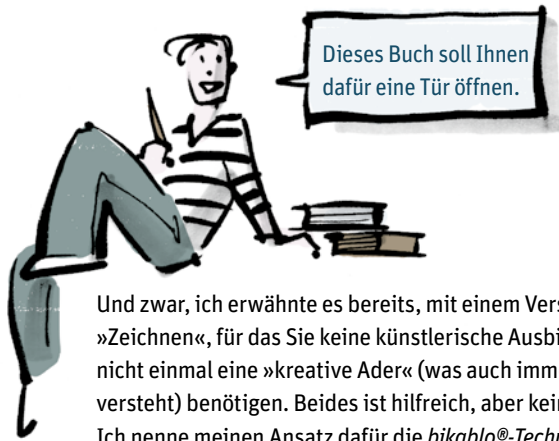 Dieses Buch soll Ihnen
dafür eine Tür öffnen.
Und zwar, ich erwähnte es bereits, mit einem
»Zeichnen«, für das Sie keine künstlerische
nicht einmal eine »kreative Ader« (was auch
versteht) benötigen. Beides ist hilfreich, aber
Ich nenne meinen Ansatz dafür die bikablo®-Techn